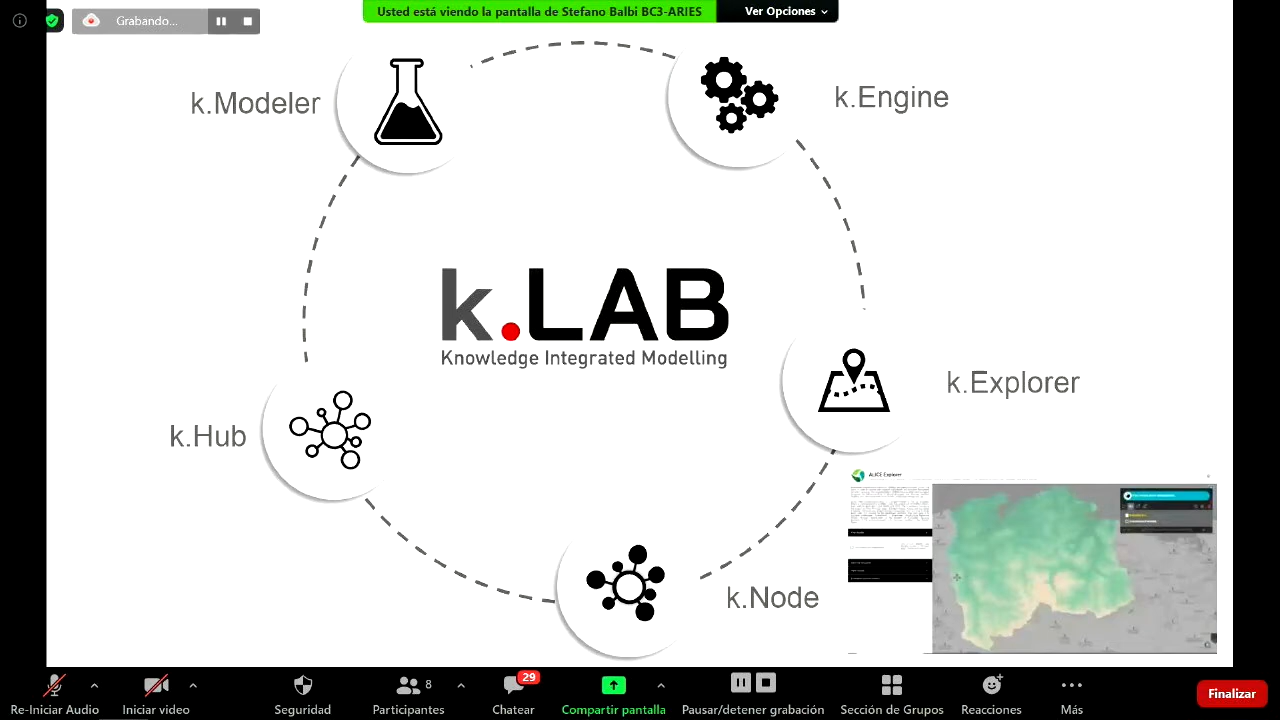 Grabando...
Usted está viendo la pantalla de Stefano Balbi BC3-ARIES
Ver Opciones
k.Modeler
k.Engine
k.LAB
Knowledge Integrated Modelling
k.Explorer
k.Hub
ALICE Explorer
k.Node
29
8
Re-Iniciar Audio
Iniciar video
Seguridad
Participantes
Chatear
Compartir pantalla
Pausar/detener grabación
Sección de Grupos
Reacciones
Más
Finalizar